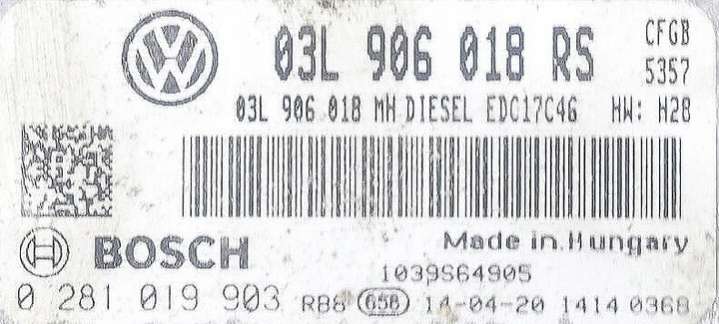 03L 906 018 RS CFGB
5357
03L 906 018 MH DIESEL EDC17C46 HW: H28
BOSCH Made in Hungary
1039S64905
0 281 019 903 RB8 658 14-04-20 1414 0368